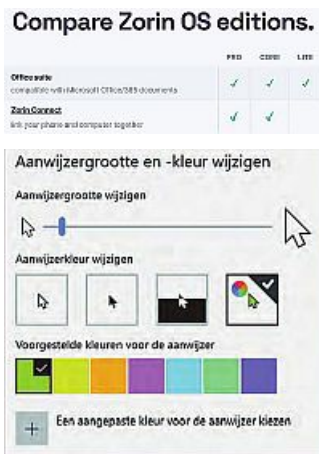 Compare Zorin OS editions.
PRO CORE LITE
Office suite
compatible with Microsoft Office/365 documents
Zorin Connect
link your phone and computer together
Aanwijzergrootte en -kleur wijzigen
Aanwijzergrootte wijzigen
Aanwijzerkleur wijzigen
Voorgestelde kleuren voor de aanwijzer
Een aangepaste kleur voor de aanwijzer kiezen